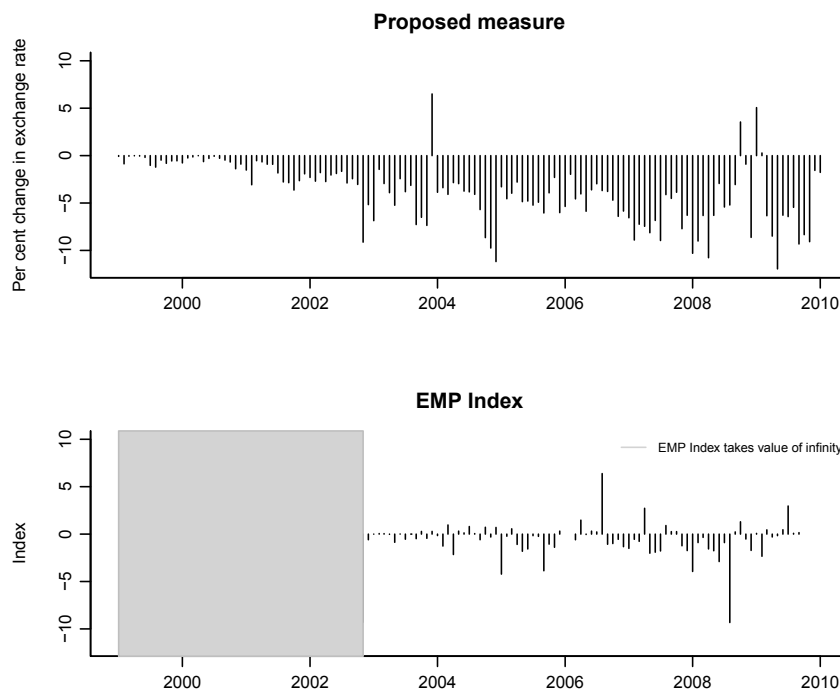 Proposed measure
Per cent change in exchange rate
10
5
0
−5
−10
2000 2002 2004 2006 2008 2010
EMP Index
EMP Index takes value of infinity
Index
10
5
0
−5
−10
2000 2002 2004 2006 2008 2010